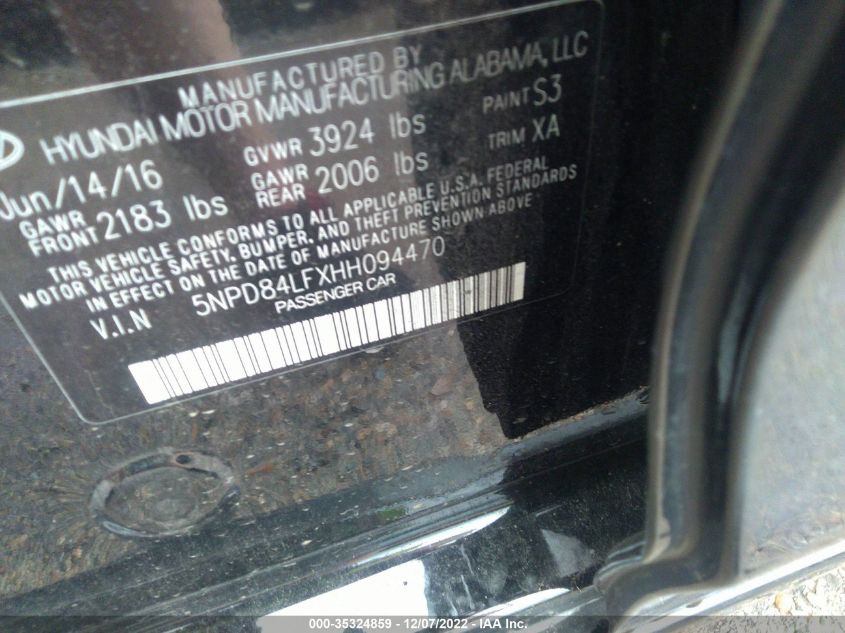 MANUFACTURED BY
HYUNDAI MOTOR MANUFACTURING ALABAMA, LLC
Jun/14/16 GVWR 3924 lbs PAINT S3
GAWR FRONT 2183 lbs GAWR REAR 2006 lbs TRIM XA
THIS VEHICLE CONFORMS TO ALL APPLICABLE U.S.A. FEDERAL
MOTOR VEHICLE SAFETY, BUMPER, AND THEFT PREVENTION STANDARDS
IN EFFECT ON THE DATE OF MANUFACTURE SHOWN ABOVE.
V.I.N 5NPD84LFXHH094470
PASSENGER CAR
000-35324859 - 12/07/2022 - IAA Inc.